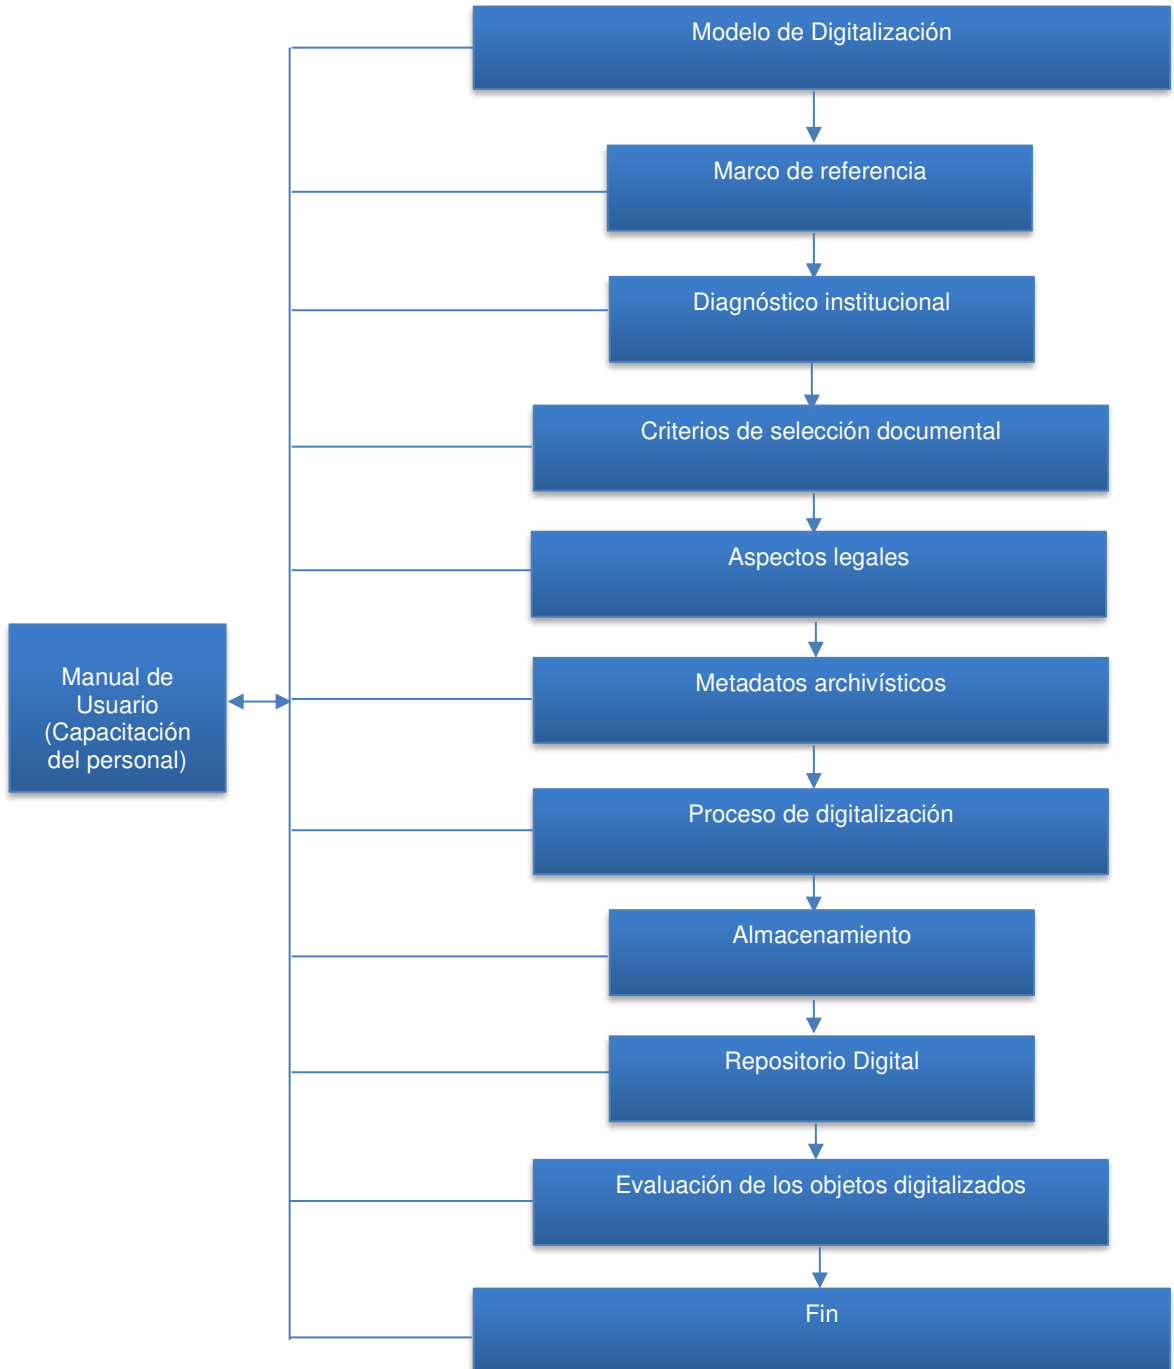 Modelo de Digitalización
Marco de referencia
Diagnóstico institucional
Criterios de selección documental
Aspectos legales
Manual de
Usuario
(Capacitación
del personal)
Metadatos archivísticos
Proceso de digitalización
Almacenamiento
Repositorio Digital
Evaluación de los objetos digitalizados
Fin